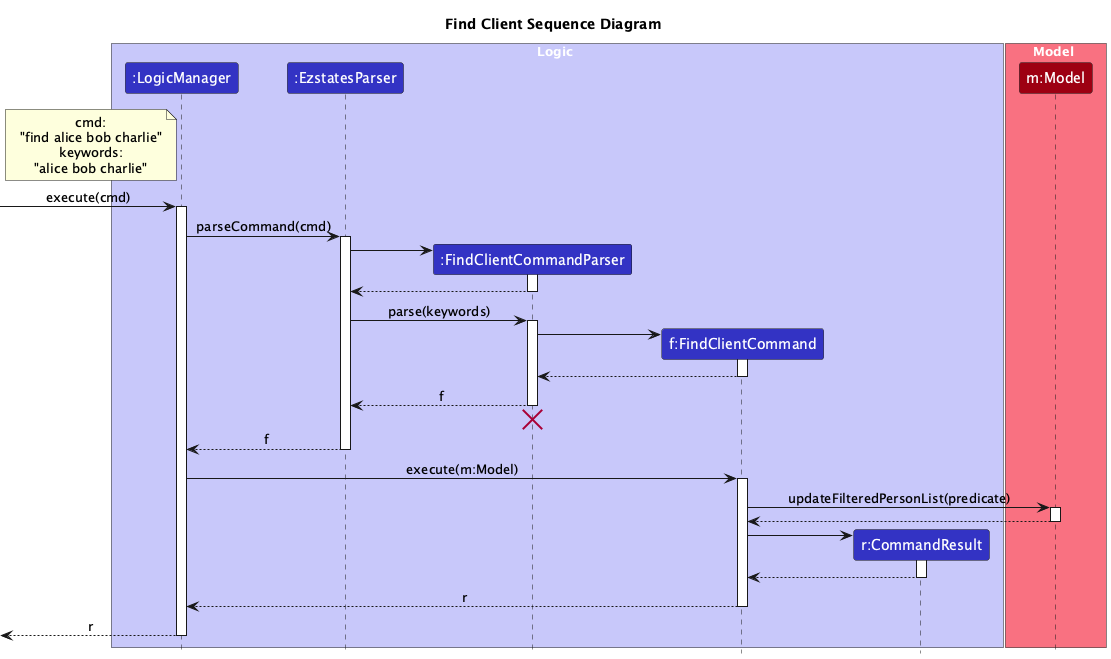 Find Client Sequence Diagram
Logic
Model
:LogicManager
:EzstatesParser
m:Model
cmd:
"find alice bob charlie"
keywords:
"alice bob charlie"
execute(cmd)
parseCommand(cmd)
:FindClientCommandParser
parse(keywords)
f:FindClientCommand
f
f
execute(m:Model)
updateFilteredPersonList(predicate)
r:CommandResult
r
r